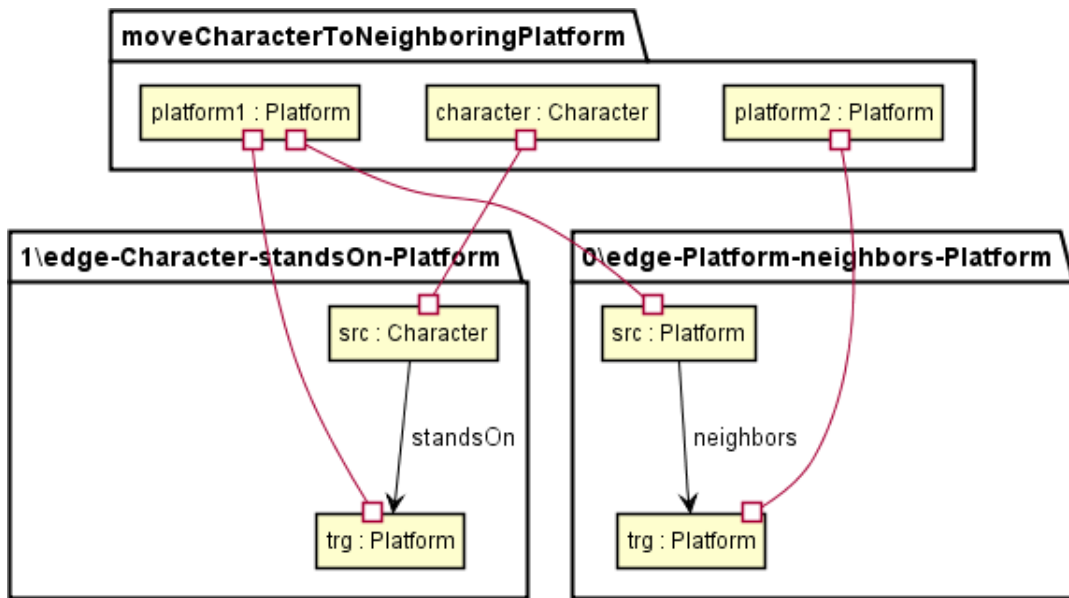 moveCharacterToNeighboringPlatform
platform1 : Platform
character : Character
platform2 : Platform
1\edge-Character-standsOn-Platform
0\edge-Platform-neighbors-Platform
src : Character
src : Platform
standsOn
neighbors
trg : Platform
trg : Platform